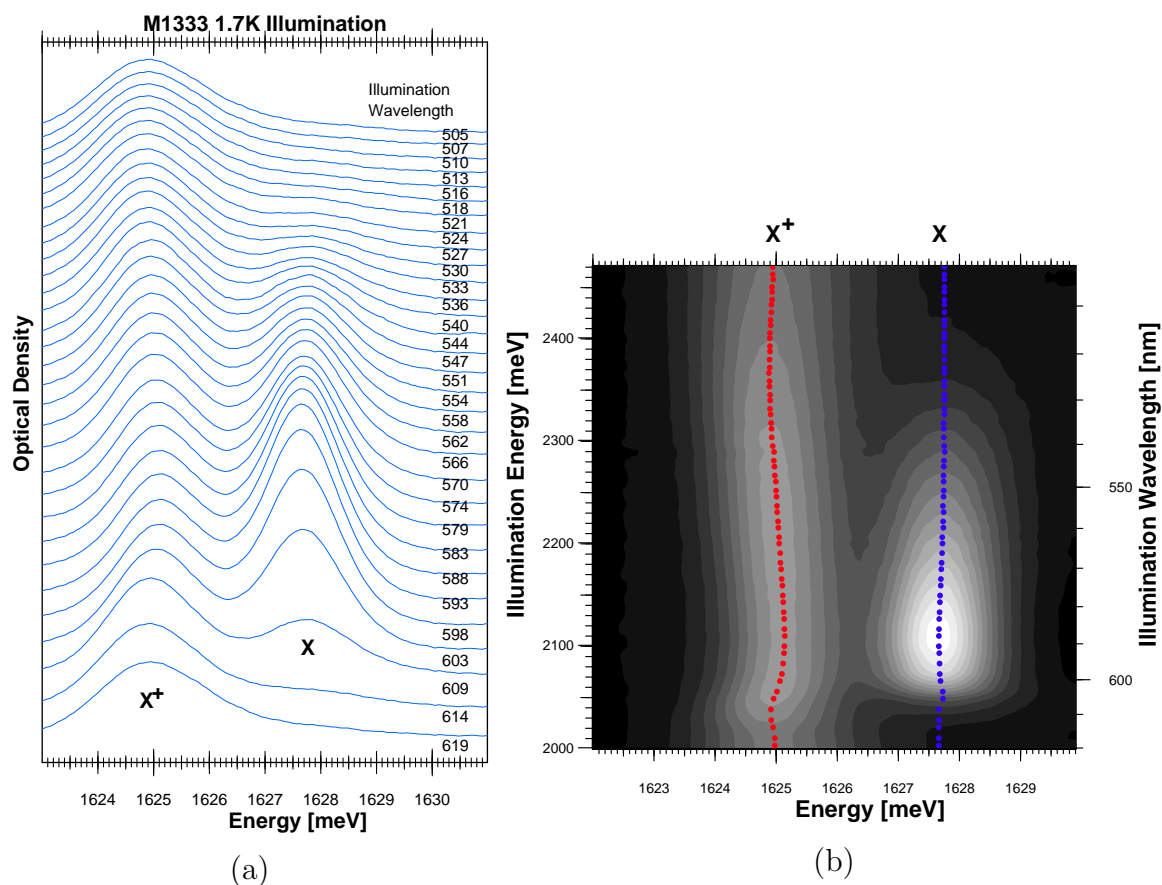 M1333 1.7K Illumination
Illumination
Wavelength
505
507
510
513
516
518
521
524
527
530
533
536
540
544
547
551
554
558
562
566
570
574
579
583
588
593
598
603
609
614
619
X
X+
Optical Density
1624 1625 1626 1627 1628 1629 1630
Energy [meV]
(a)
X+ X
2400
2300
2200
2100
2000
Illumination Energy [meV]
550
600
Illumination Wavelength [nm]
1623 1624 1625 1626 1627 1628 1629
Energy [meV]
(b)